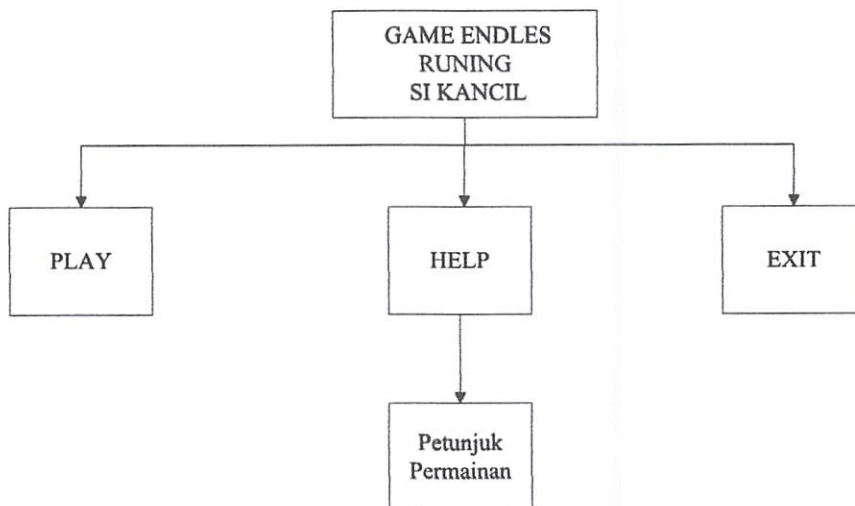 GAME ENDLES
RUNING
SI KANCIL
PLAY
HELP
EXIT
Petunjuk
Permainan